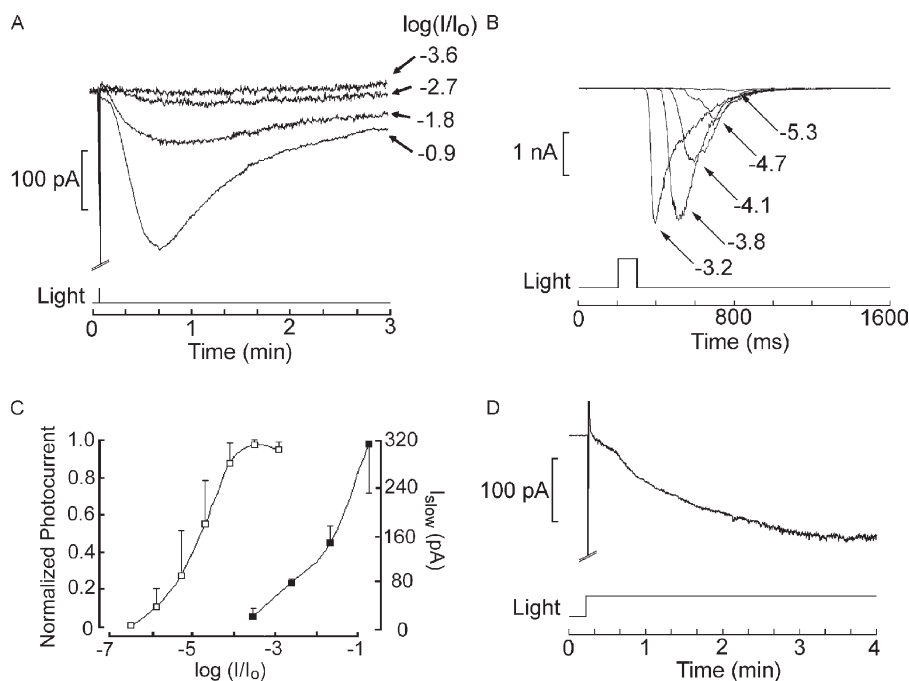 A
log(I/Io)
-3.6
-2.7
-1.8
-0.9
100 pA
Light
0 1 2 3
Time (min)
B
1 nA
-5.3
-4.7
-4.1
-3.8
-3.2
Light
0 800 1600
Time (ms)
C
Normalized Photocurrent
1.0
0.8
0.6
0.4
0.2
0
320
240
160
80
0
Islow (pA)
-7 -5 -3 -1
log (I/Io)
D
100 pA
Light
0 1 2 3 4
Time (min)